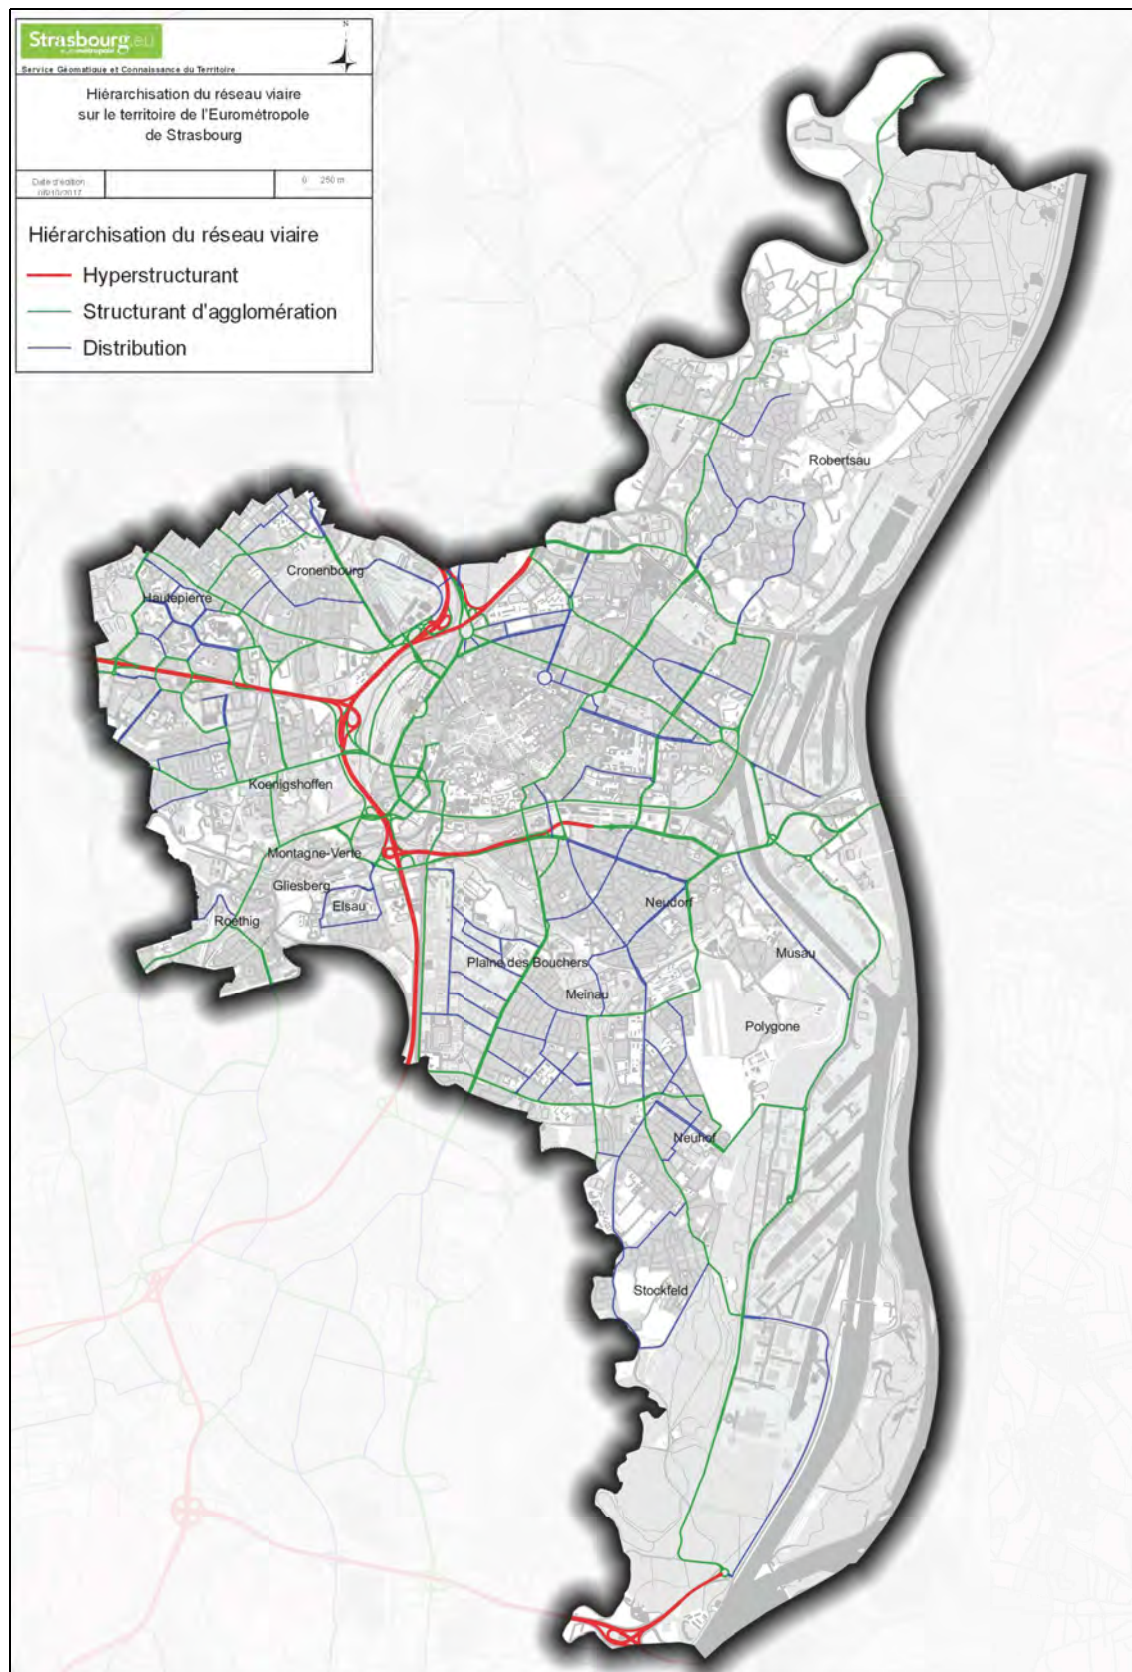 Strasbourg.eu
eurométropole
N
Service Géomatique et Connaissance du Territoire
Hiérarchisation du réseau viaire
sur le territoire de l'Eurométropole
de Strasbourg
Date d'édition
0 250 m
Hiérarchisation du réseau viaire
Hyperstructurant
Structurant d'agglomération
Distribution
Robertsau
Cronenbourg
Hautepierre
Koenigshoffen
Montagne-Verte
Gliesberg
Elsau
Neudorf
Roethig
Musau
Plaine des Bouchers
Meinau
Polygone
Neuhof
Stockfeld